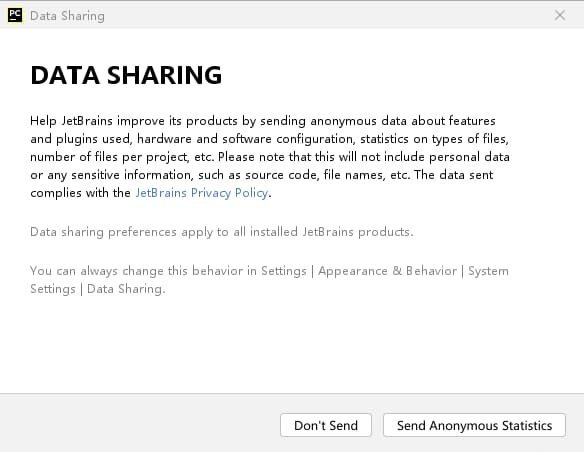 PC Data Sharing
DATA SHARING
Help JetBrains improve its products by sending anonymous data about features
and plugins used, hardware and software configuration, statistics on types of files,
number of files per project, etc. Please note that this will not include personal data
or any sensitive information, such as source code, file names, etc. The data sent
complies with the JetBrains Privacy Policy.
Data sharing preferences apply to all installed JetBrains products.
You can always change this behavior in Settings | Appearance & Behavior | System
Settings | Data Sharing.
Don't Send Send Anonymous Statistics